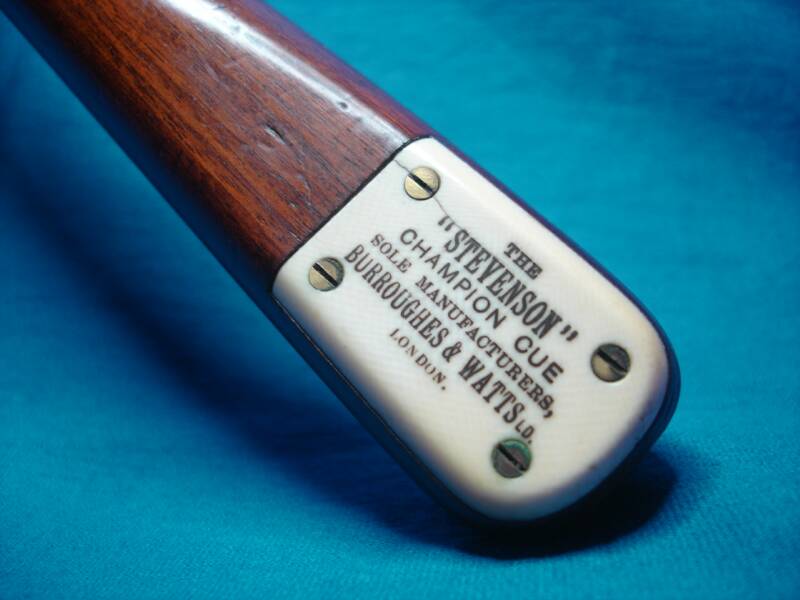 THE
"STEVENSON"
CHAMPION CUE
SOLE MANUFACTURERS,
BURROUGHES & WATTS LD.
LONDON.